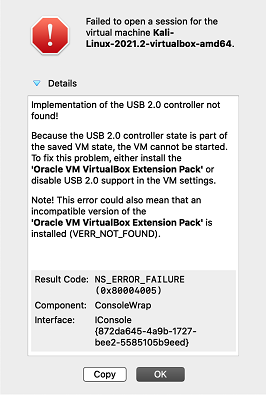 Failed to open a session for the
virtual machine Kali-
Linux-2021.2-virtualbox-amd64.
Details
Implementation of the USB 2.0 controller not
found!
Because the USB 2.0 controller state is part of
the saved VM state, the VM cannot be started.
To fix this problem, either install the
'Oracle VM VirtualBox Extension Pack' or
disable USB 2.0 support in the VM settings.
Note! This error could also mean that an
incompatible version of the
'Oracle VM VirtualBox Extension Pack' is
installed (VERR_NOT_FOUND).
Result Code: NS_ERROR_FAILURE
(0x80004005)
Component: ConsoleWrap
Interface: IConsole
{872da645-4a9b-1727-
bee2-5585105b9eed}
Copy OK